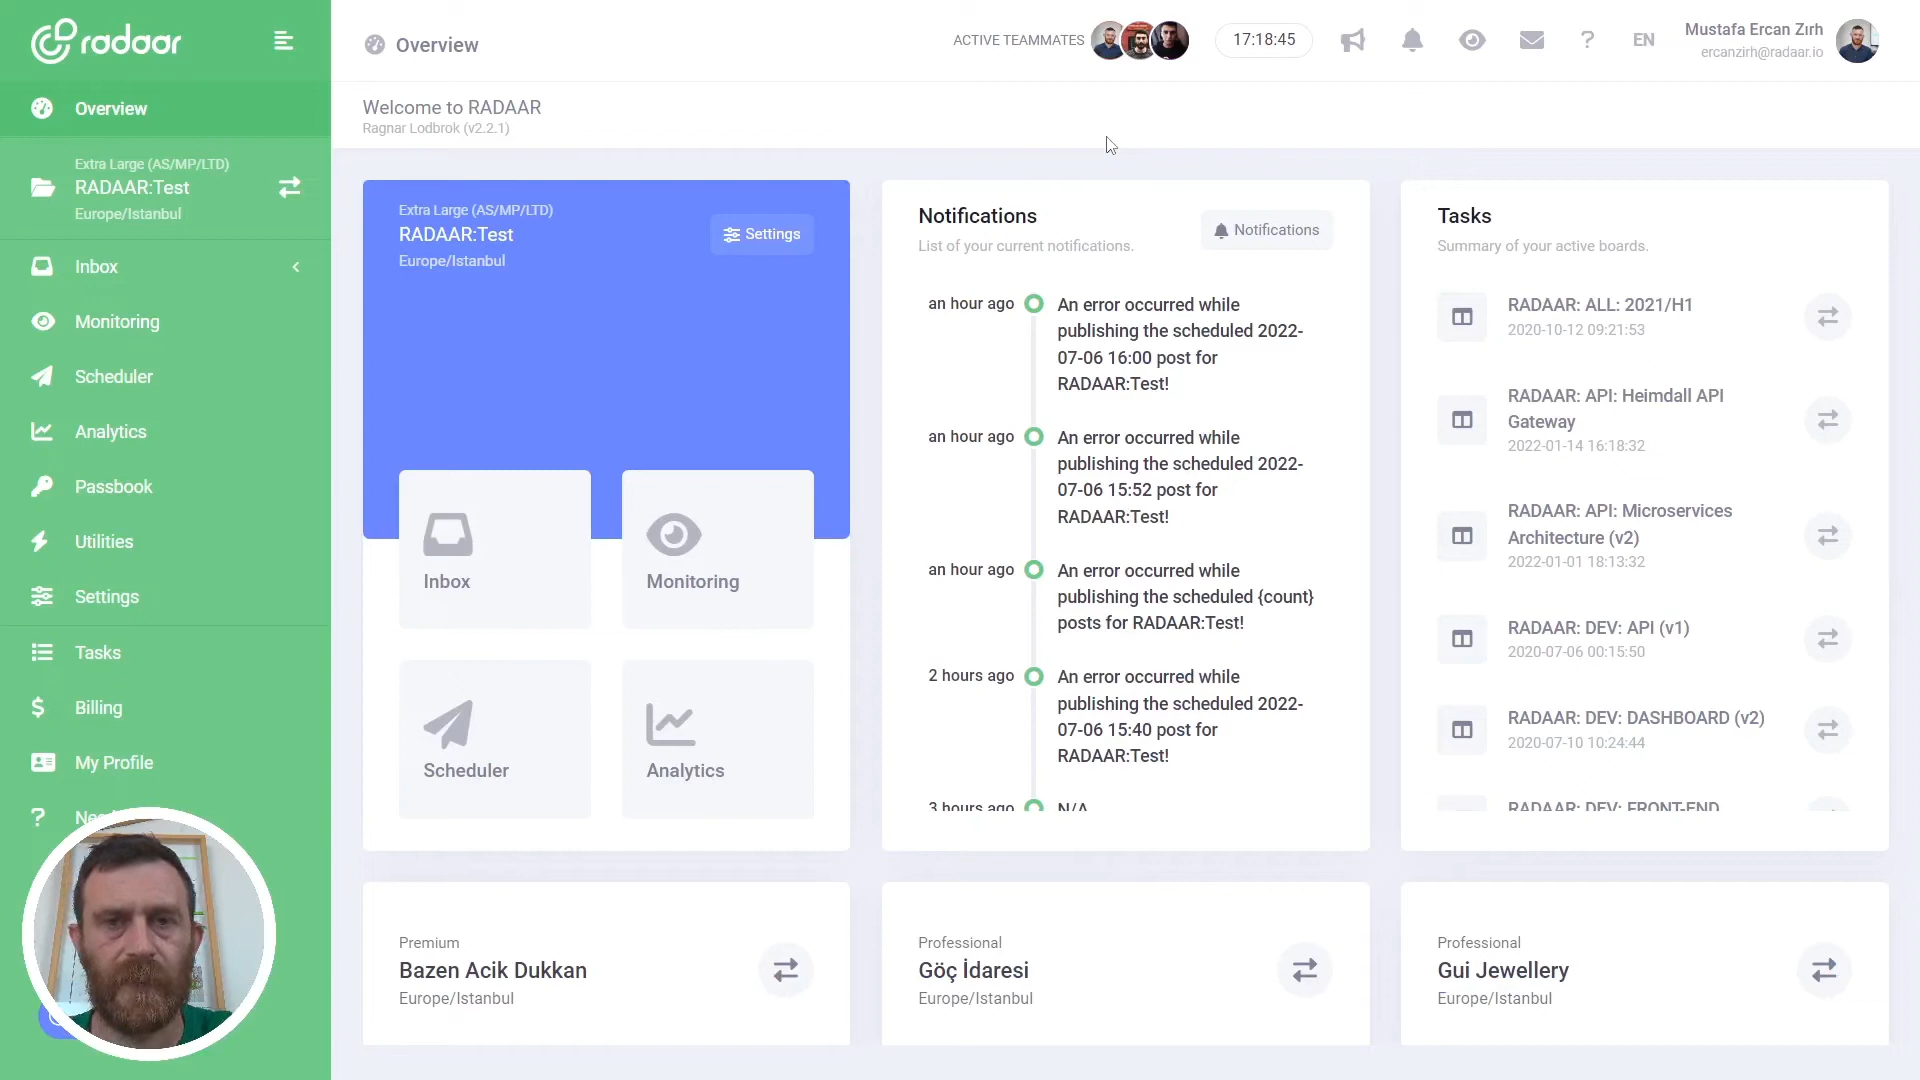 radaar
Overview
ACTIVE TEAMMATES
17:18:45
EN
Mustafa Ercan Zırh
ercanzirh@radaar.io
Welcome to RADAAR
Ragnar Lodbrok (v2.2.1)
Overview
Extra Large (AS/MP/LTD)
RADAAR:Test
Europe/Istanbul
Inbox
Monitoring
Scheduler
Analytics
Passbook
Utilities
Settings
Tasks
Billing
My Profile
Extra Large (AS/MP/LTD)
RADAAR:Test
Europe/Istanbul
Settings
Inbox
Monitoring
Scheduler
Analytics
Notifications
List of your current notifications.
Notifications
an hour ago
An error occurred while
publishing the scheduled 2022-
07-06 16:00 post for
RADAAR:Test!
an hour ago
An error occurred while
publishing the scheduled 2022-
07-06 15:52 post for
RADAAR:Test!
an hour ago
An error occurred while
publishing the scheduled {count}
posts for RADAAR:Test!
2 hours ago
An error occurred while
publishing the scheduled 2022-
07-06 15:40 post for
RADAAR:Test!
3 hours ago
N/A
Tasks
Summary of your active boards.
RADAAR: ALL: 2021/H1
2020-10-12 09:21:53
RADAAR: API: Heimdall API
Gateway
2022-01-14 16:18:32
RADAAR: API: Microservices
Architecture (v2)
2022-01-01 18:13:32
RADAAR: DEV: API (v1)
2020-07-06 00:15:50
RADAAR: DEV: DASHBOARD (v2)
2020-07-10 10:24:44
RADAAR: DEV: FRONT-END
Premium
Bazen Acik Dukkan
Europe/Istanbul
Professional
Göç İdaresi
Europe/Istanbul
Professional
Gui Jewellery
Europe/Istanbul